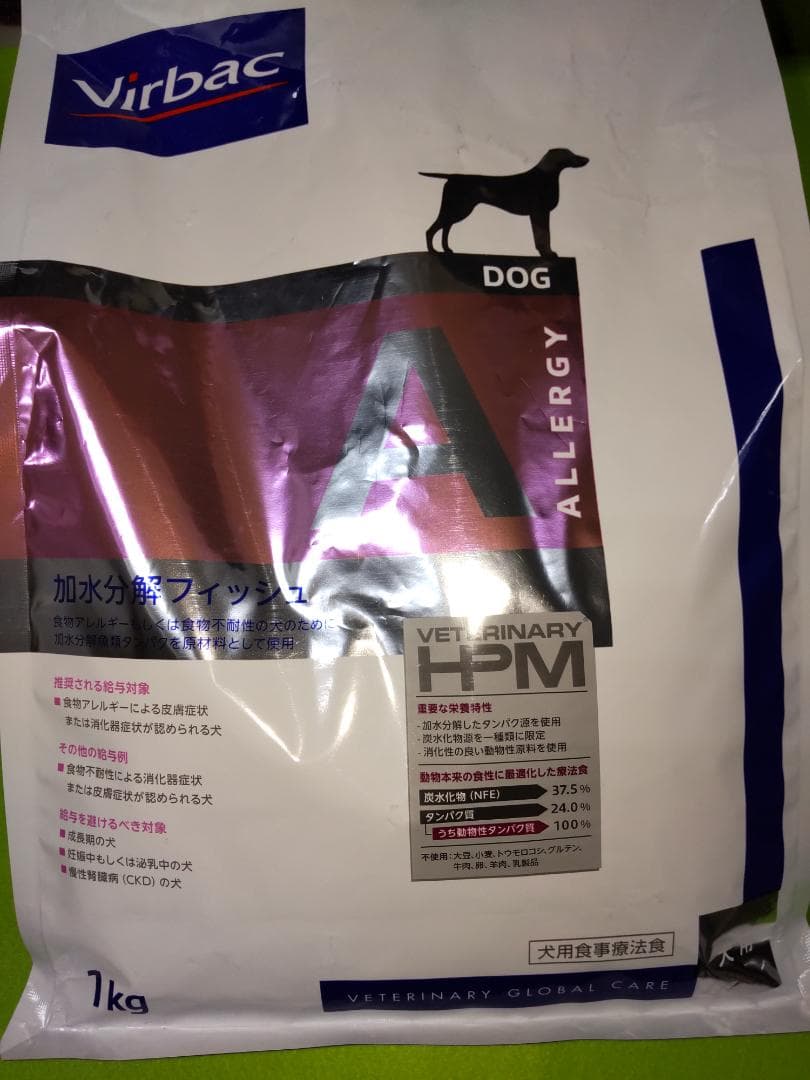 Virbac
DOG
ALLERGY
A
加水分解フィッシュ
食物アレルギーもしくは食物不耐性の犬のために
加水分解魚類タンパクを原材料として使用
推奨される給与対象
■食物アレルギーによる皮膚症状
または消化器症状が認められる犬
その他の給与例
■食物不耐性による消化器症状
または皮膚症状が認められる犬
給与を避けるべき対象
■成長期の犬
■妊娠中もしくは泌乳中の犬
■慢性腎臓病(CKD)の犬
VETERINARY
HPM
重要な栄養特性
- 加水分解したタンパク源を使用
- 炭水化物源を一種類に限定
- 消化性の良い動物性原料を使用
動物本来の食性に最適化した療法食
炭水化物(NFE) 37.5%
タンパク質 24.0%
うち動物性タンパク質 100%
不使用:大豆、小麦、トウモロコシ、グルテン、
牛肉、卵、羊肉、乳製品
犬用食事療法食
1kg
VETERINARY GLOBAL CARE
犬用